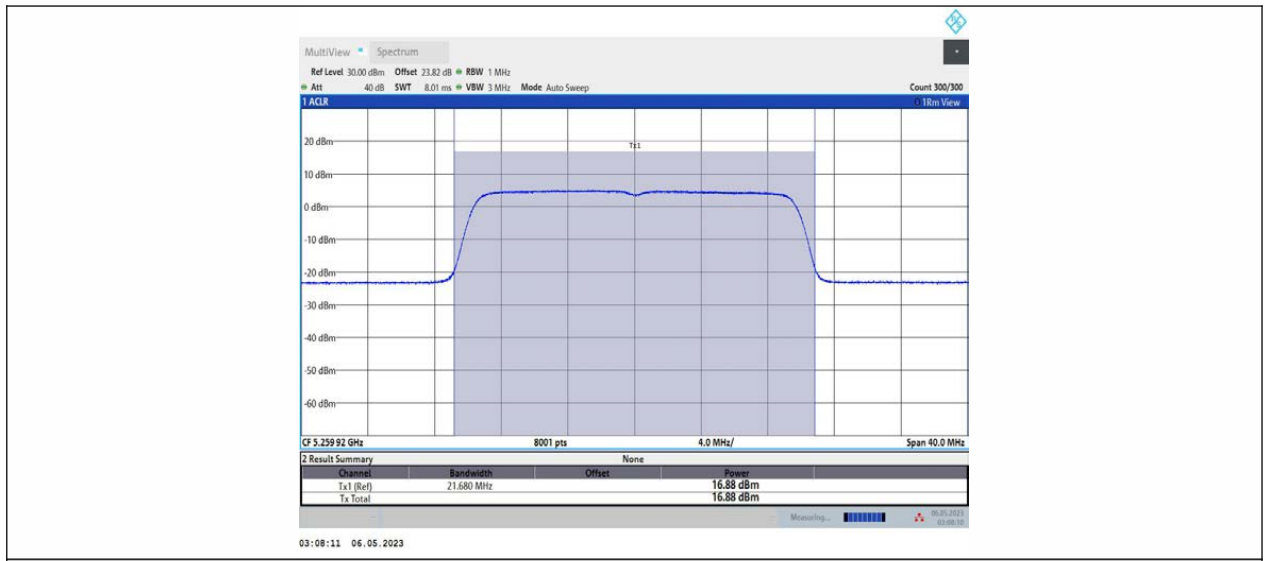 MultiView Spectrum
Ref Level 30.00 dBm Offset 23.82 dB RBW 1 MHz
Att 40 dB SWT 8.01 ms VBW 3 MHz Mode Auto Sweep Count 300/300
1 ACLR 1Rm View
20 dBm
Tx1
10 dBm
0 dBm
-10 dBm
-20 dBm
-30 dBm
-40 dBm
-50 dBm
-60 dBm
CF 5.259 92 GHz 8001 pts 4.0 MHz/ Span 40.0 MHz
2 Result Summary None
Channel Bandwidth Offset Power
Tx1 (Ref) 21.680 MHz 16.88 dBm
Tx Total 16.88 dBm
Measuring... 06.05.2023
03:08:10
03:08:11 06.05.2023